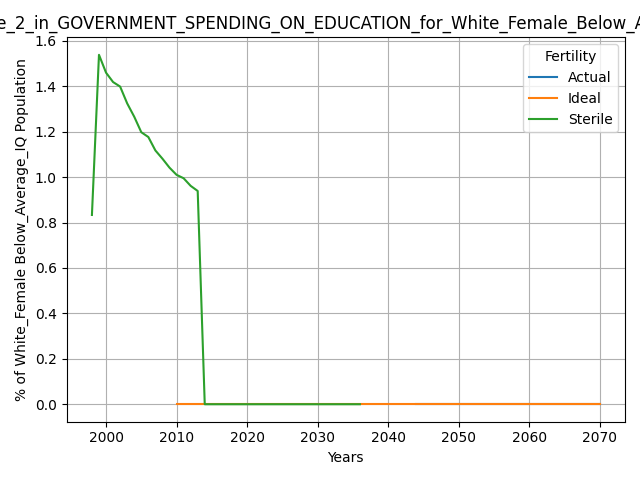 e_2_in_GOVERNMENT_SPENDING_ON_EDUCATION_for_White_Female_Below_A
% of White_Female Below_Average_IQ Population
1.6
1.4
1.2
1.0
0.8
0.6
0.4
0.2
0.0
Fertility
Actual
Ideal
Sterile
2000 2010 2020 2030 2040 2050 2060 2070
Years